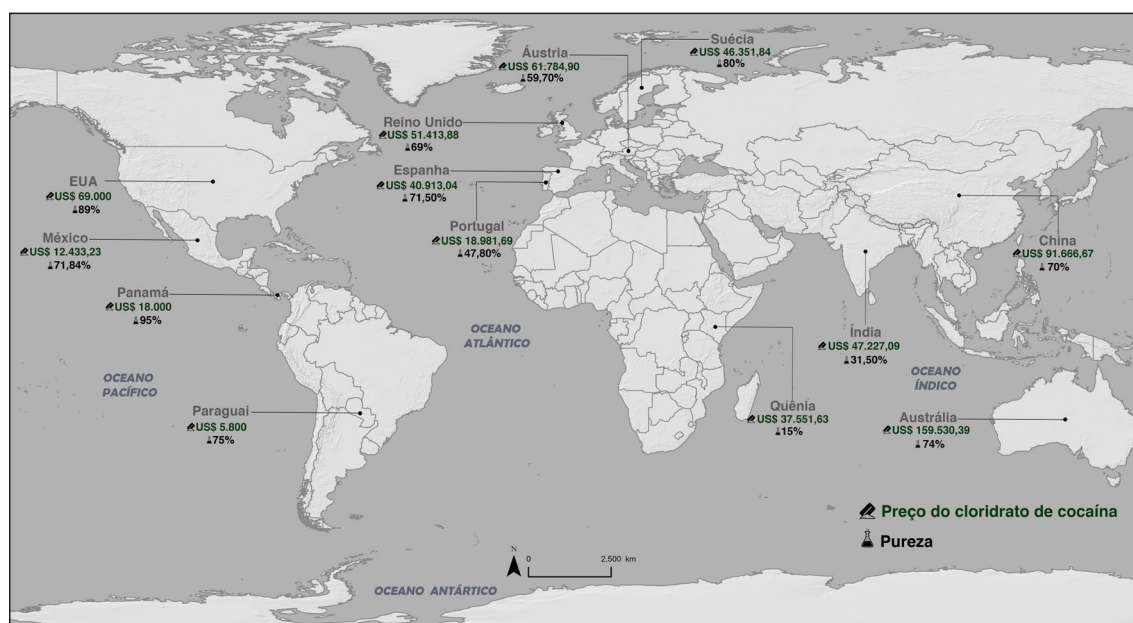 Suécia
US$ 46.351,84
80%
Áustria
US$ 61.784,90
59,70%
Reino Unido
US$ 51.413,88
69%
Espanha
US$ 40.913,04
71,50%
EUA
US$ 69.000
89%
Portugal
US$ 18.981,69
47,80%
México
US$ 12.433,23
71,84%
China
US$ 91.666,67
70%
Panamá
US$ 18.000
95%
OCEANO
ATLÂNTICO
Índia
US$ 47.227,09
31,50%
OCEANO
PACÍFICO
OCEANO
ÍNDICO
Paraguai
US$ 5.800
75%
Quênia
US$ 37.551,63
15%
Austrália
US$ 159.530,39
74%
Preço do cloridrato de cocaína
Pureza
N
0 2,500 km
OCEANO ANTÁRTICO